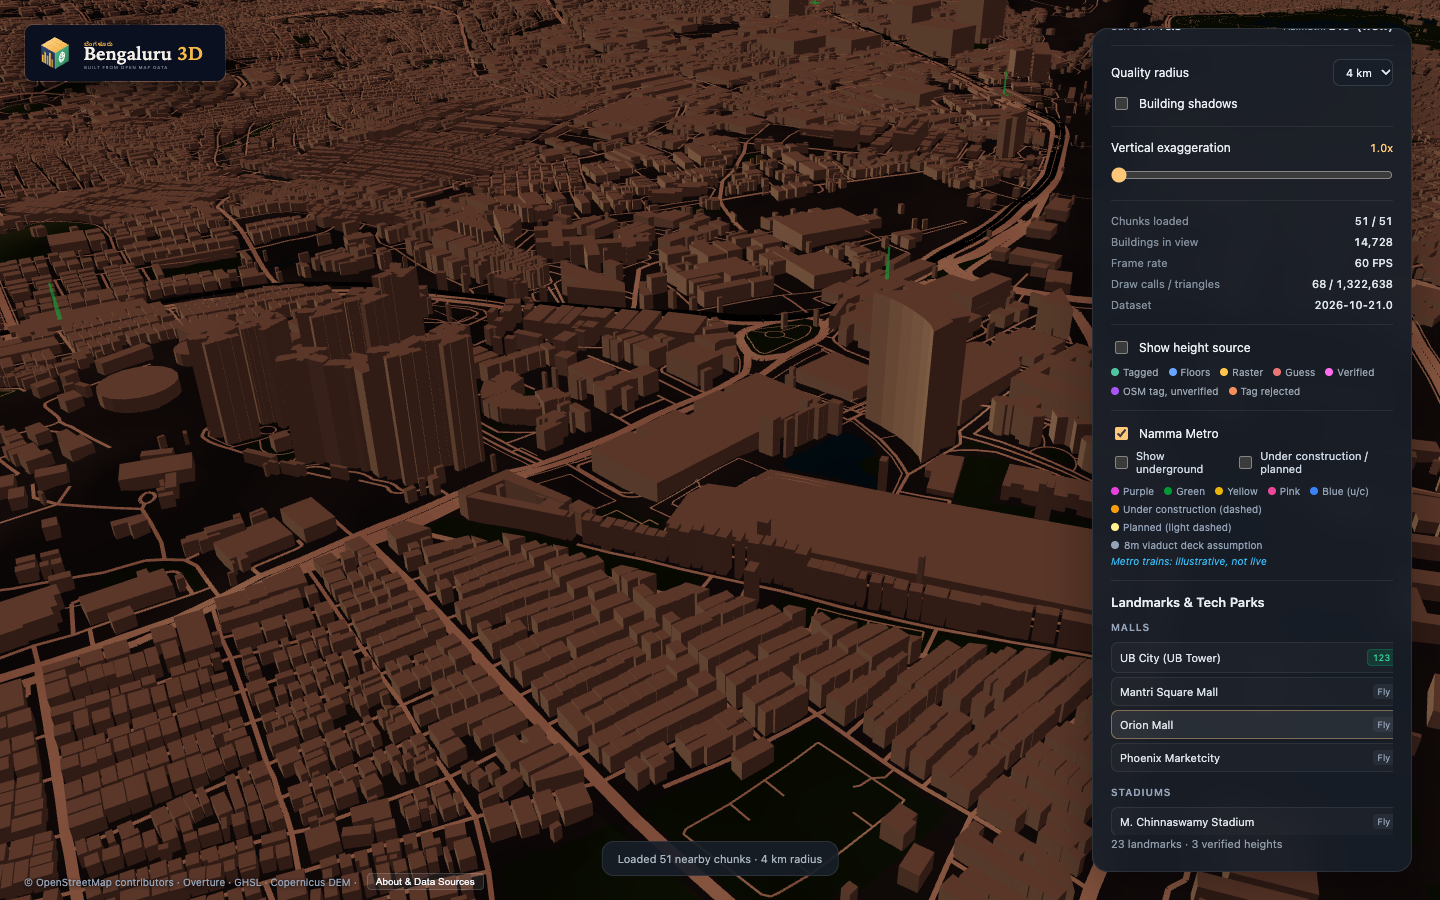 Bengaluru 3D
BUILT FROM OPEN MAP DATA
Quality radius
4 km
Building shadows
Vertical exaggeration
1.0x
Chunks loaded
51 / 51
Buildings in view
14,728
Frame rate
60 FPS
Draw calls / triangles
68 / 1,322,638
Dataset
2026-10-21.0
Show height source
Tagged
Floors
Raster
Guess
Verified
OSM tag, unverified
Tag rejected
Namma Metro
Show underground
Under construction / planned
Purple
Green
Yellow
Pink
Blue (u/c)
Under construction (dashed)
Planned (light dashed)
8m viaduct deck assumption
Metro trains: illustrative, not live
Landmarks & Tech Parks
MALLS
UB City (UB Tower)
123
Mantri Square Mall
Fly
Orion Mall
Fly
Phoenix Marketcity
Fly
STADIUMS
M. Chinnaswamy Stadium
Fly
23 landmarks · 3 verified heights
Loaded 51 nearby chunks · 4 km radius
© OpenStreetMap contributors · Overture · GHSL · Copernicus DEM ·
About & Data Sources